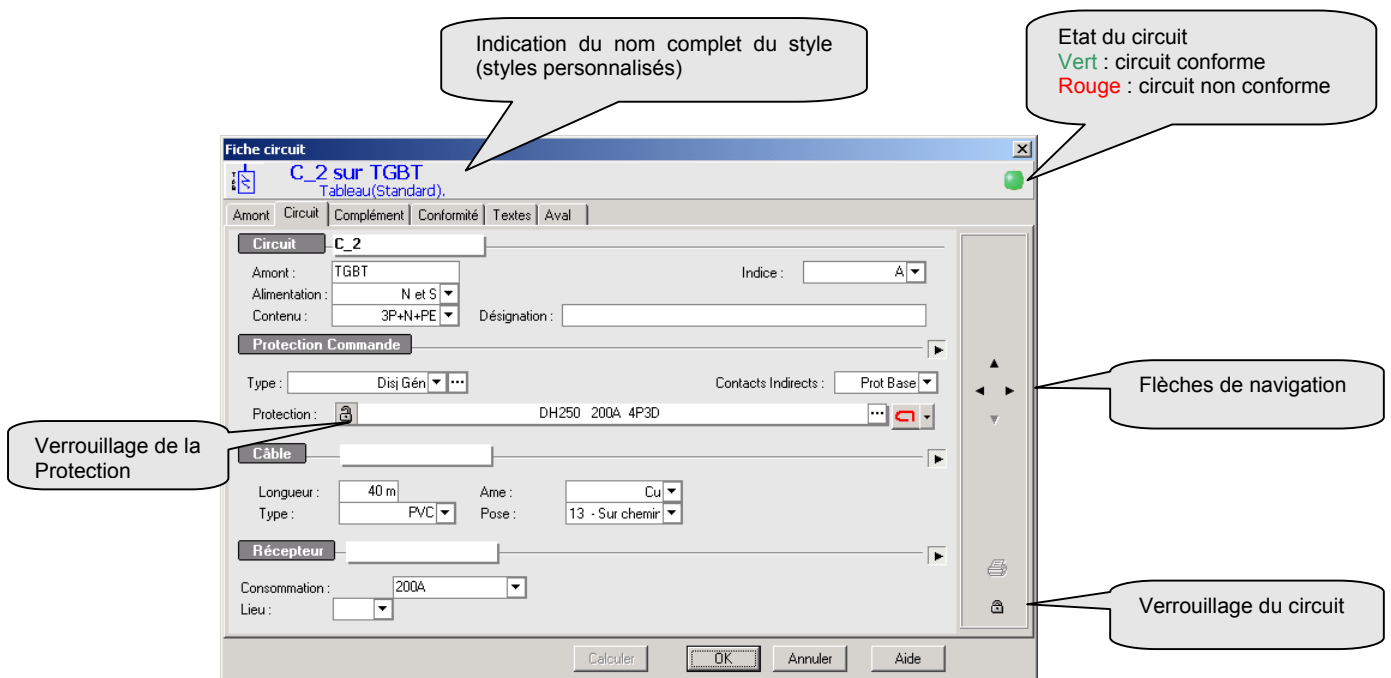 Indication du nom complet du style
(styles personnalisés)
Etat du circuit
Vert : circuit conforme
Rouge : circuit non conforme
Fiche circuit
C_2 sur TGBT
Tableau(Standard).
Amont Circuit Complément Conformité Textes Aval
Circuit C_2
Amont : TGBT Indice : A
Alimentation : N et S
Contenu : 3P+N+PE Désignation :
Protection Commande
Type : Disj Gén ... Contacts Indirects : Prot Base
Protection : DH250 200A 4P3D ...
Flèches de navigation
Verrouillage de la
Protection
Câble
Longueur : 40 m Ame : Cu
Type : PVC Pose : 13 - Sur chemir
Récepteur
Consommation : 200A
Lieu :
Verrouillage du circuit
Calculer OK Annuler Aide